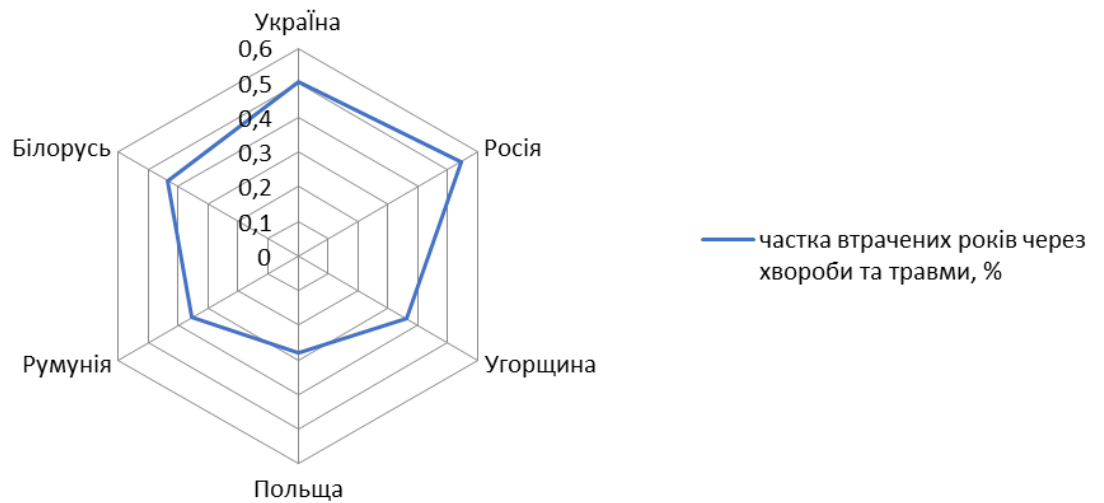 УкраЇна
0,6
0,5
0,4
0,3
0,2
0,1
0
Білорусь
Росія
Румунія
Угорщина
Польща
частка втрачених років через
хвороби та травми, %